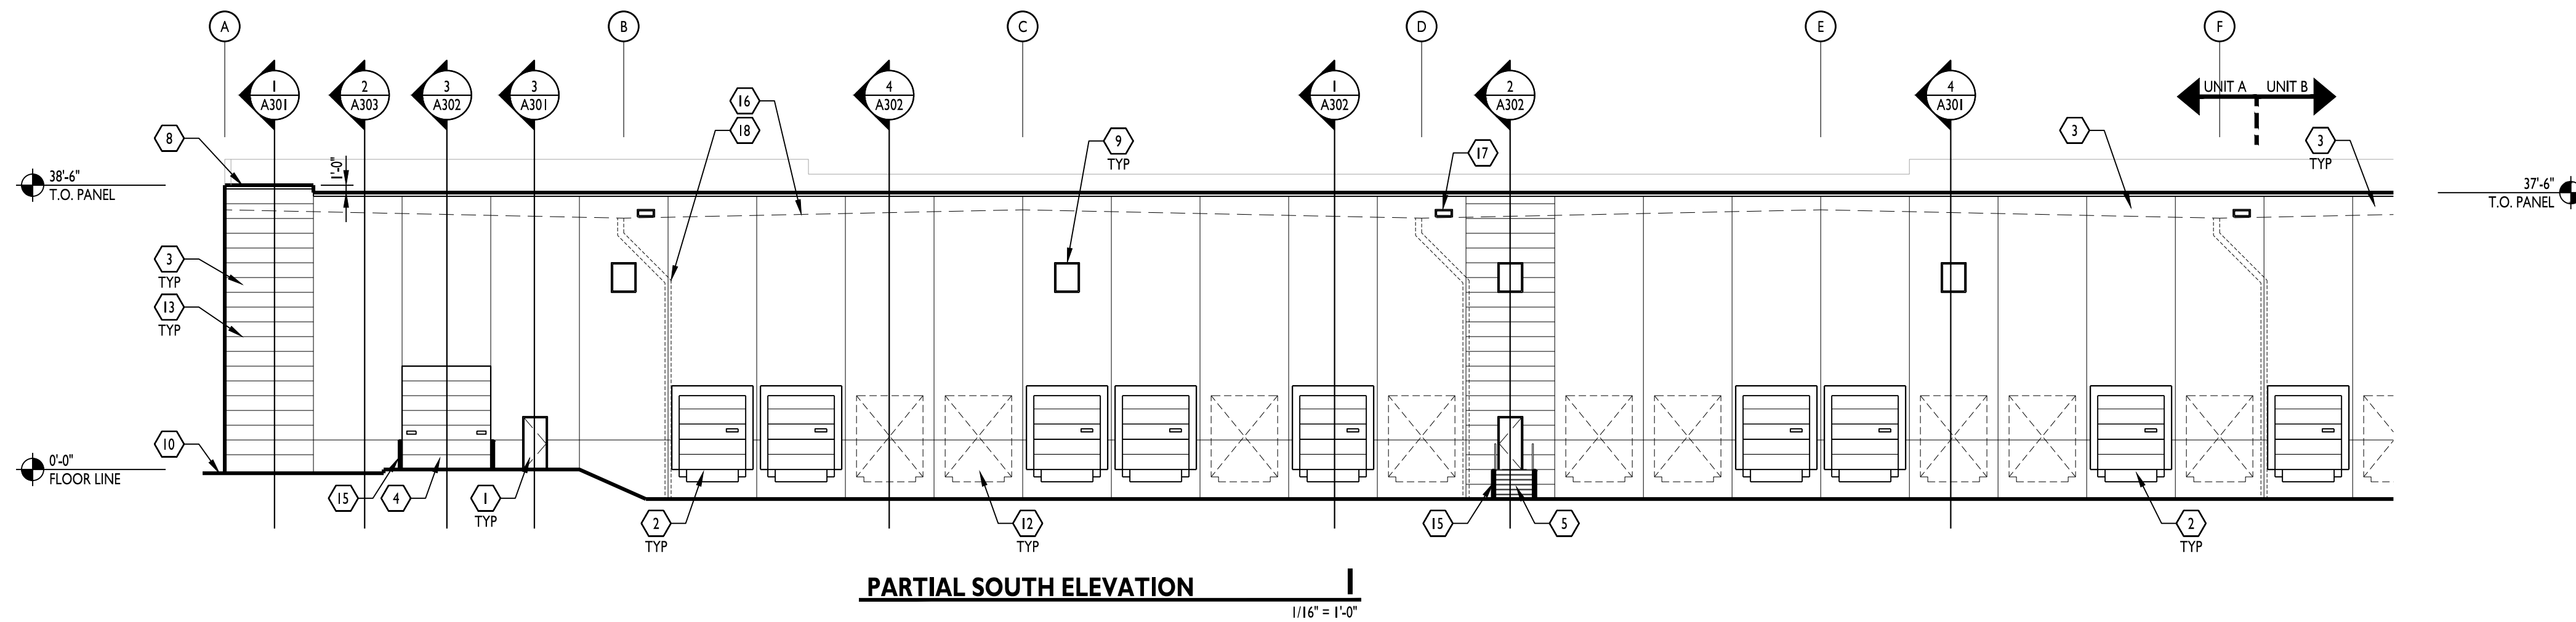 A
B
C
D
E
F
1
A301
2
A303
3
A302
3
A301
4
A302
1
A302
2
A302
4
A301
UNIT A
UNIT B
16
18
8
9
TYP
17
3
3
TYP
38'-6"
T.O. PANEL
1'-0"
37'-6"
T.O. PANEL
3
TYP
13
TYP
10
0'-0"
FLOOR LINE
15
4
1
TYP
2
TYP
12
TYP
15
5
2
TYP
PARTIAL SOUTH ELEVATION
1
1/16" = 1'-0"